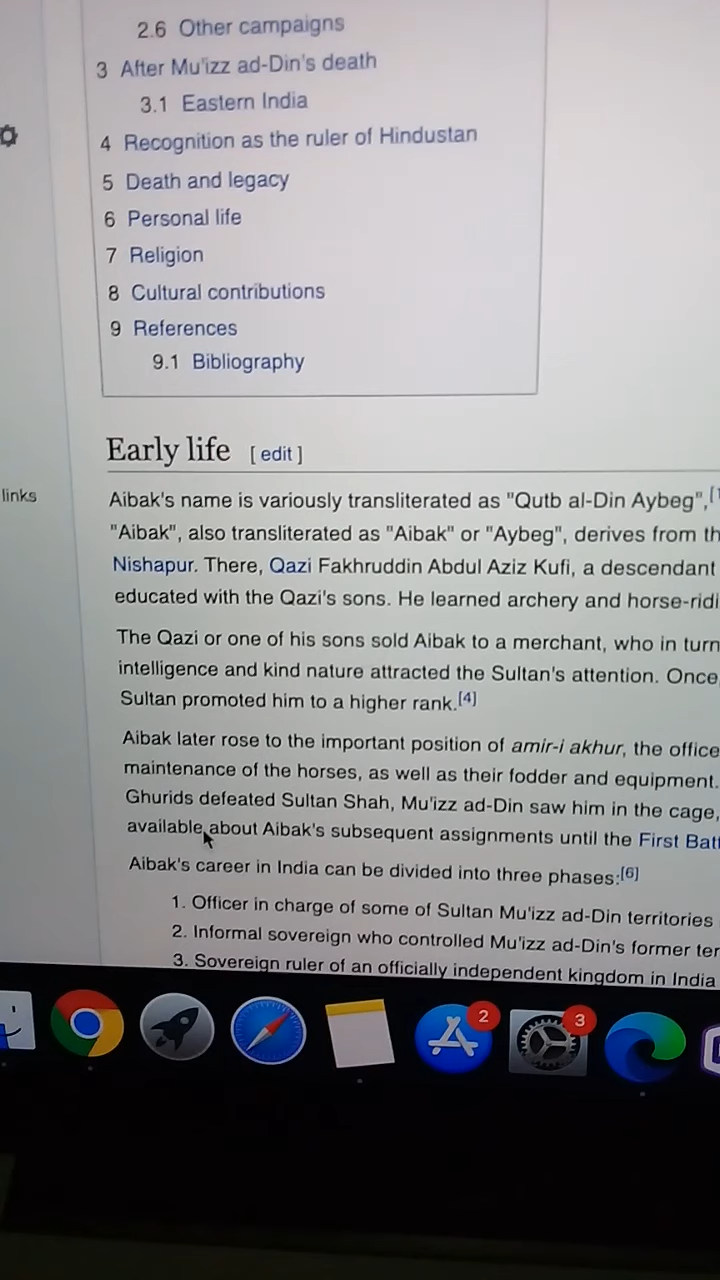 2.6 Other campaigns
3 After Mu'izz ad-Din's death
3.1 Eastern India
4 Recognition as the ruler of Hindustan
5 Death and legacy
6 Personal life
7 Religion
8 Cultural contributions
9 References
9.1 Bibliography
Early life [ edit ]
links
Aibak's name is variously transliterated as "Qutb al-Din Aybeg",
"Aibak", also transliterated as "Aibak" or "Aybeg", derives from
Nishapur. There, Qazi Fakhruddin Abdul Aziz Kufi, a descendant
educated with the Qazi's sons. He learned archery and
The Qazi or one of his sons sold Aibak to a merchant, who in turn
intelligence and kind nature attracted the Sultan's attention. Once
Sultan promoted him to a higher rank.[4]
Aibak later rose to the important position of amir-i akhur, the office
maintenance of the horses, as well as their fodder and equipment.
Ghurids defeated Sultan Shah, Mu'izz ad-Din saw him in the cage,
available about Aibak's subsequent assignments until the First
Aibak's career in India can be divided into three phases:[6]
1. Officer in charge of some of Sultan Mu'izz ad-Din territories
2. Informal sovereign who controlled Mu'izz ad-Din's former
3. Sovereign ruler of an officially independent kingdom in India
2
3